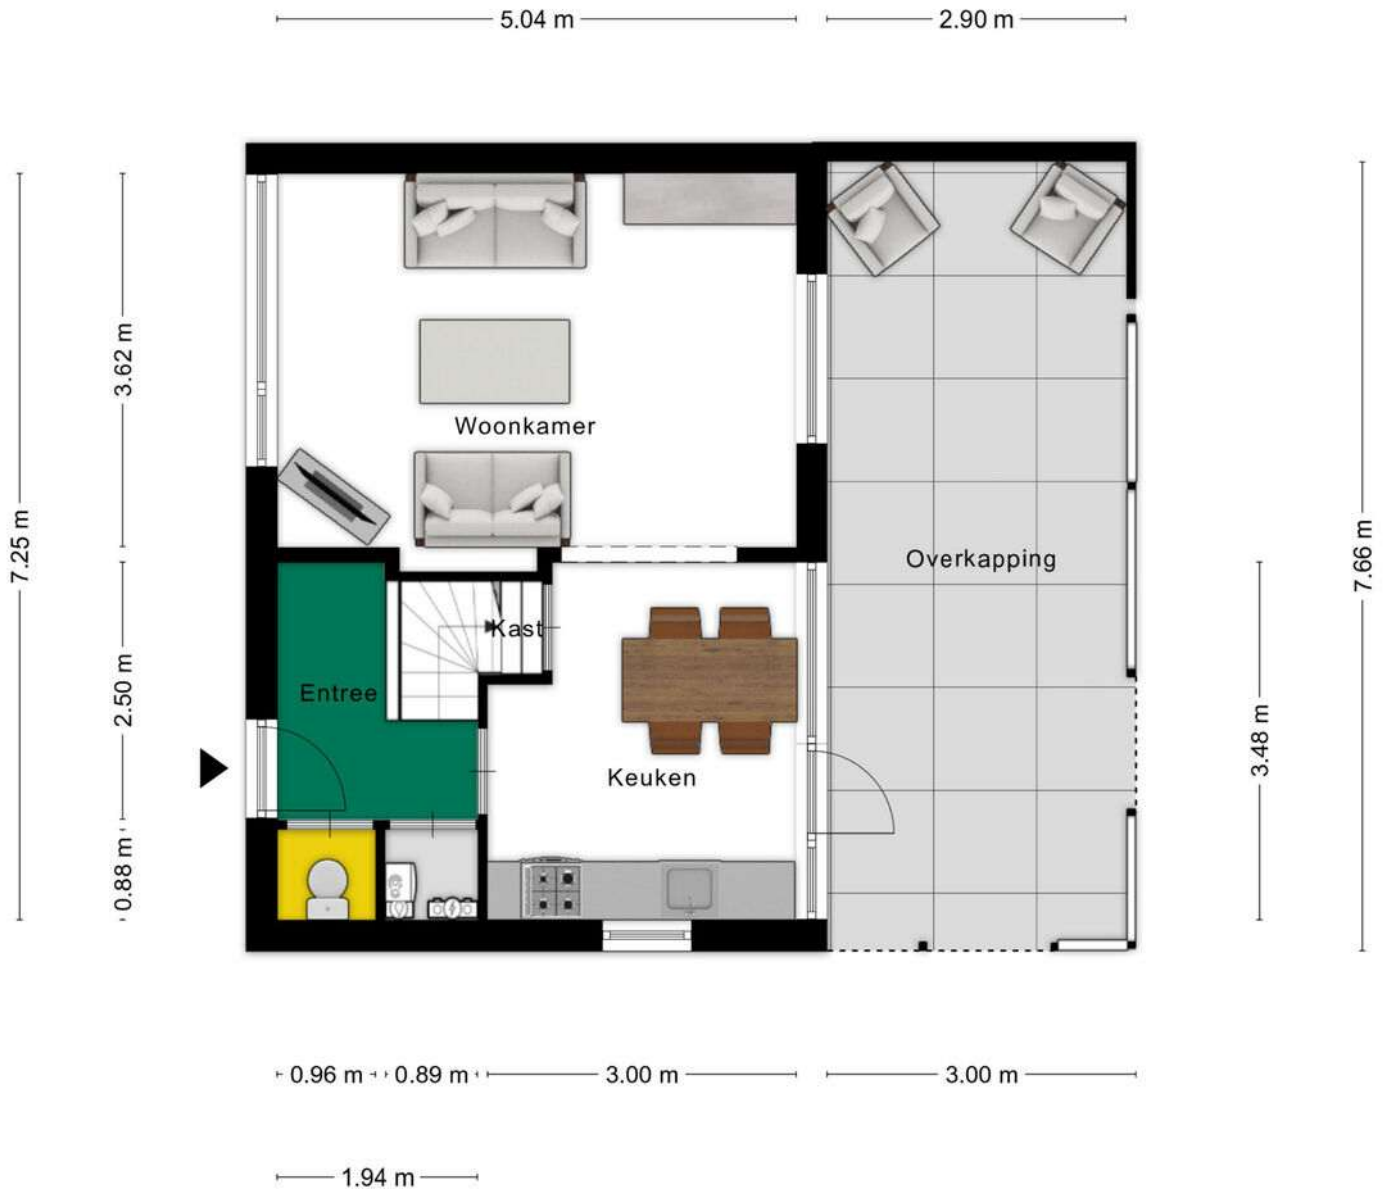 5.04 m
2.90 m
3.62 m
Woonkamer
7.25 m
Overkapping
7.66 m
Kast
2.50 m
Entree
3.48 m
Keuken
0.88 m
0.96 m
0.89 m
3.00 m
3.00 m
1.94 m